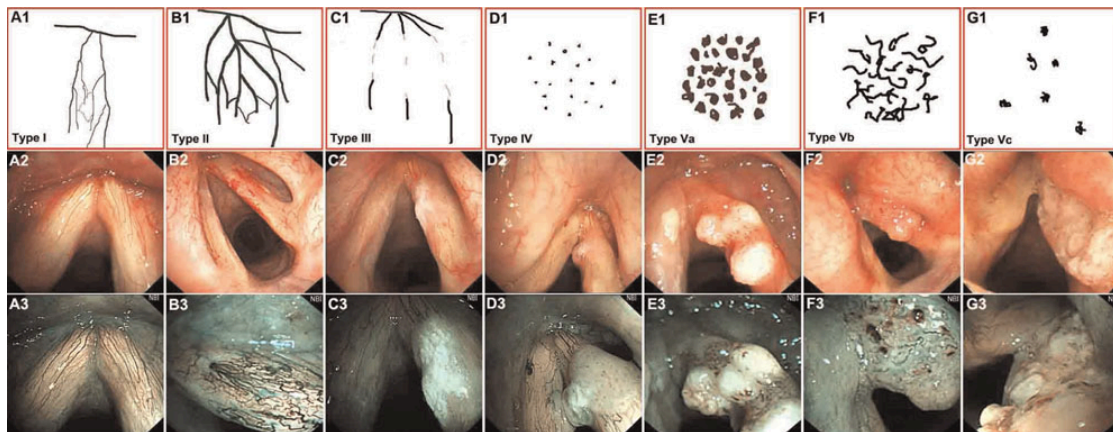 A1
Type I
B1
Type II
C1
Type III
D1
Type IV
E1
Type Va
F1
Type Vb
G1
Type Vc
A2
B2
C2
D2
E2
F2
G2
A3
NBI
B3
NBI
C3
NBI
D3
NBI
E3
NBI
F3
NBI
G3
NBI